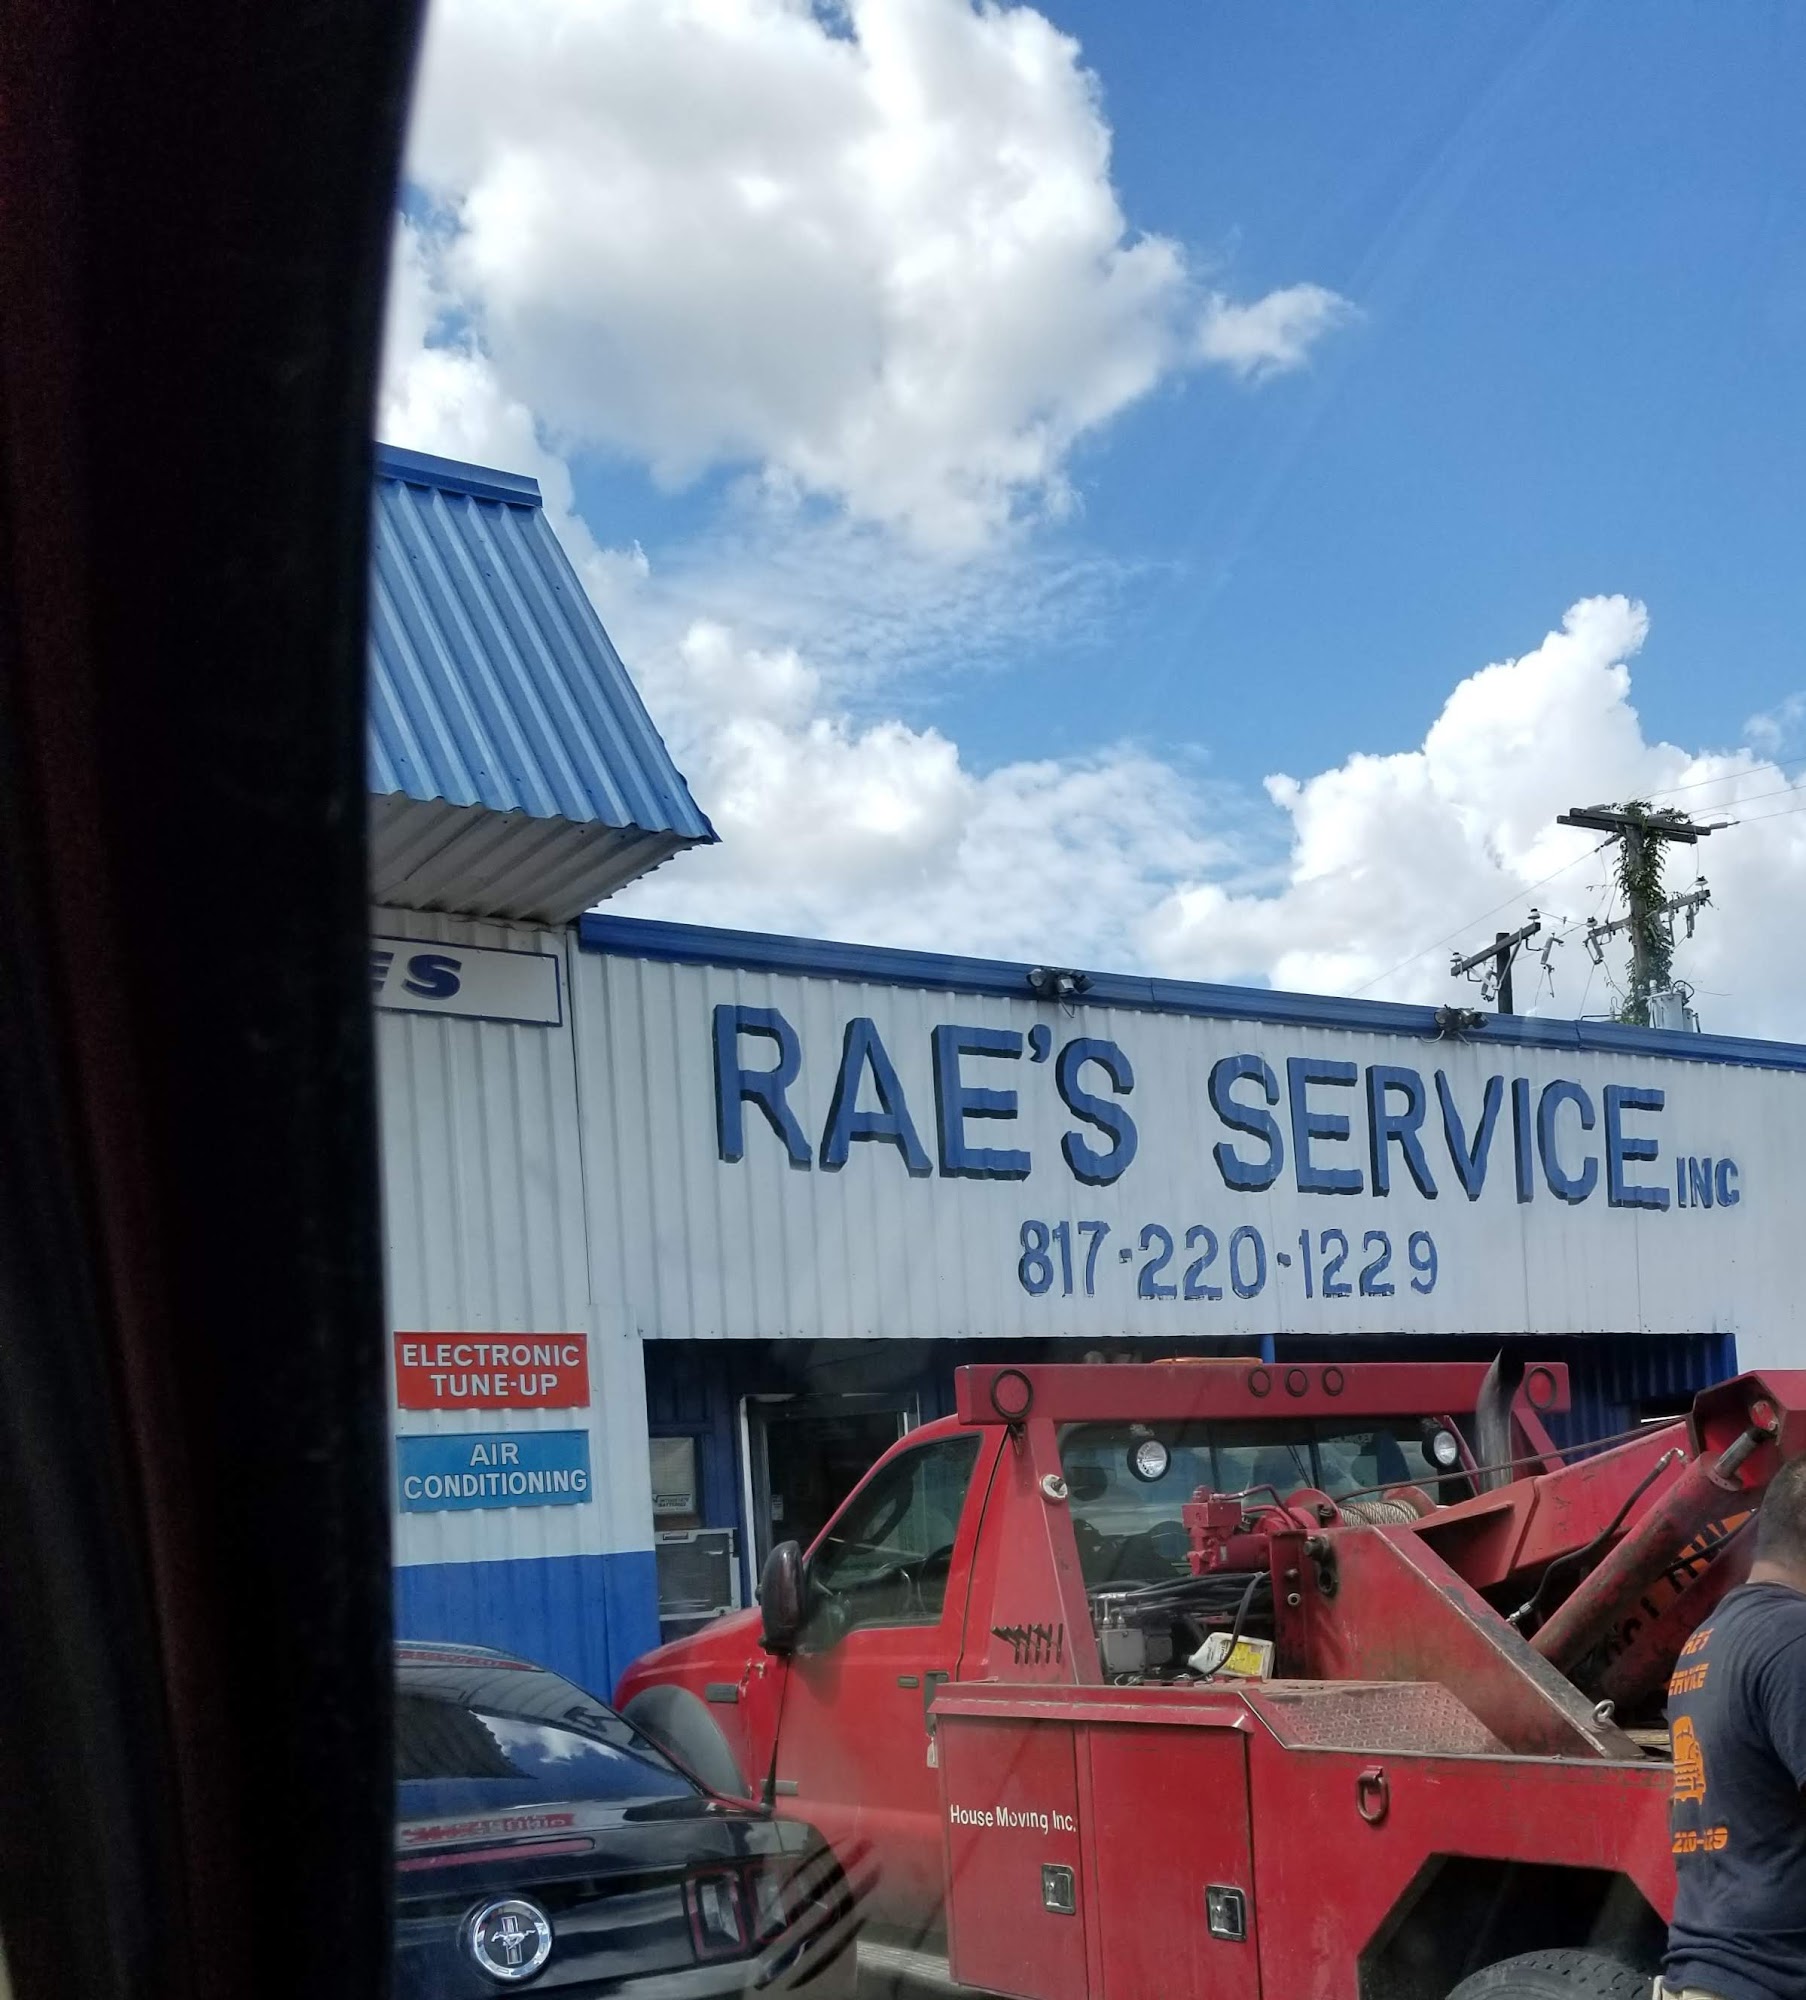 ES
RAE'S SERVICE INC
817-220-1229
ELECTRONIC
TUNE-UP
AIR
CONDITIONING
House Moving Inc.